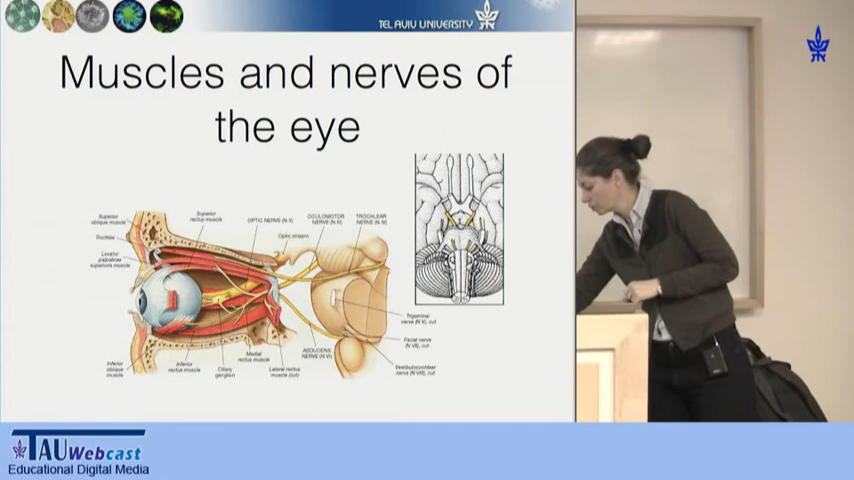 TEL AVIV UNIVERSITY
Muscles and nerves of
the eye
Superior
oblique muscle
Superior
rectus muscle
OPTIC NERVE (N II)
OCULOMOTOR
NERVE (N III)
TROCHLEAR
NERVE (N IV)
Trochlea
Optic chiasm
Levator
palpebrae
superioris muscle
Trigeminal
nerve (N V), cut
Facial nerve
(N VII), cut
Vestibulocochlear
nerve (N VIII), cut
ABDUCENS
NERVE (N VI)
Inferior
oblique
muscle
Inferior
rectus muscle
Ciliary
ganglion
Medial
rectus muscle
Lateral rectus
muscle (cut)
TAU Webcast
Educational Digital Media